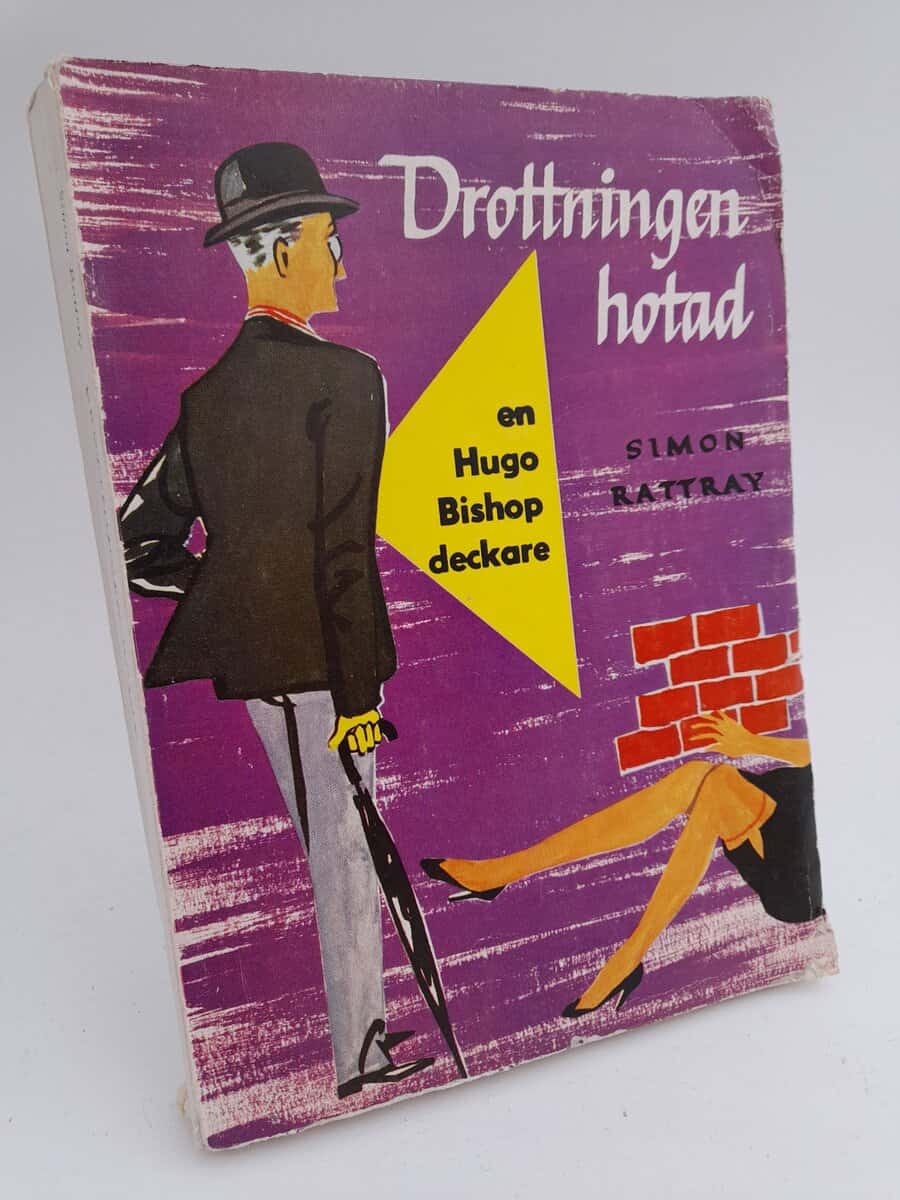 Drottningen
hotad
en
Hugo
Bishop
deckare
SIMON
RATTRAY